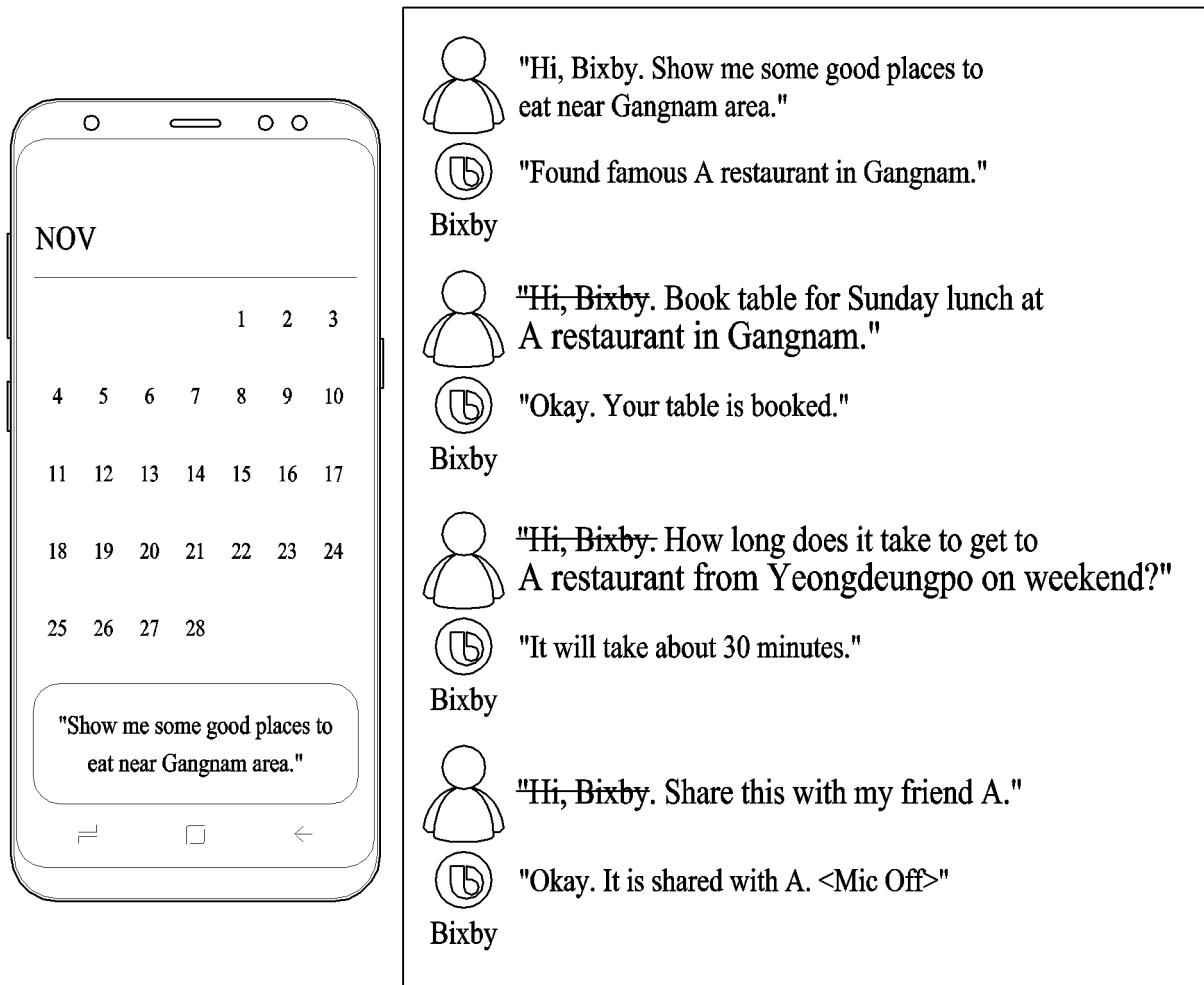 NOV
1 2 3
4 5 6 7 8 9 10
11 12 13 14 15 16 17
18 19 20 21 22 23 24
25 26 27 28
"Show me some good places to
eat near Gangnam area."
"Hi, Bixby. Show me some good places to
eat near Gangnam area."
"Found famous A restaurant in Gangnam."
Bixby
"Hi, Bixby. Book table for Sunday lunch at
A restaurant in Gangnam."
"Okay. Your table is booked."
Bixby
"Hi, Bixby. How long does it take to get to
A restaurant from Yeongdeungpo on weekend?"
"It will take about 30 minutes."
Bixby
"Hi, Bixby. Share this with my friend A."
"Okay. It is shared with A. <Mic Off>"
Bixby